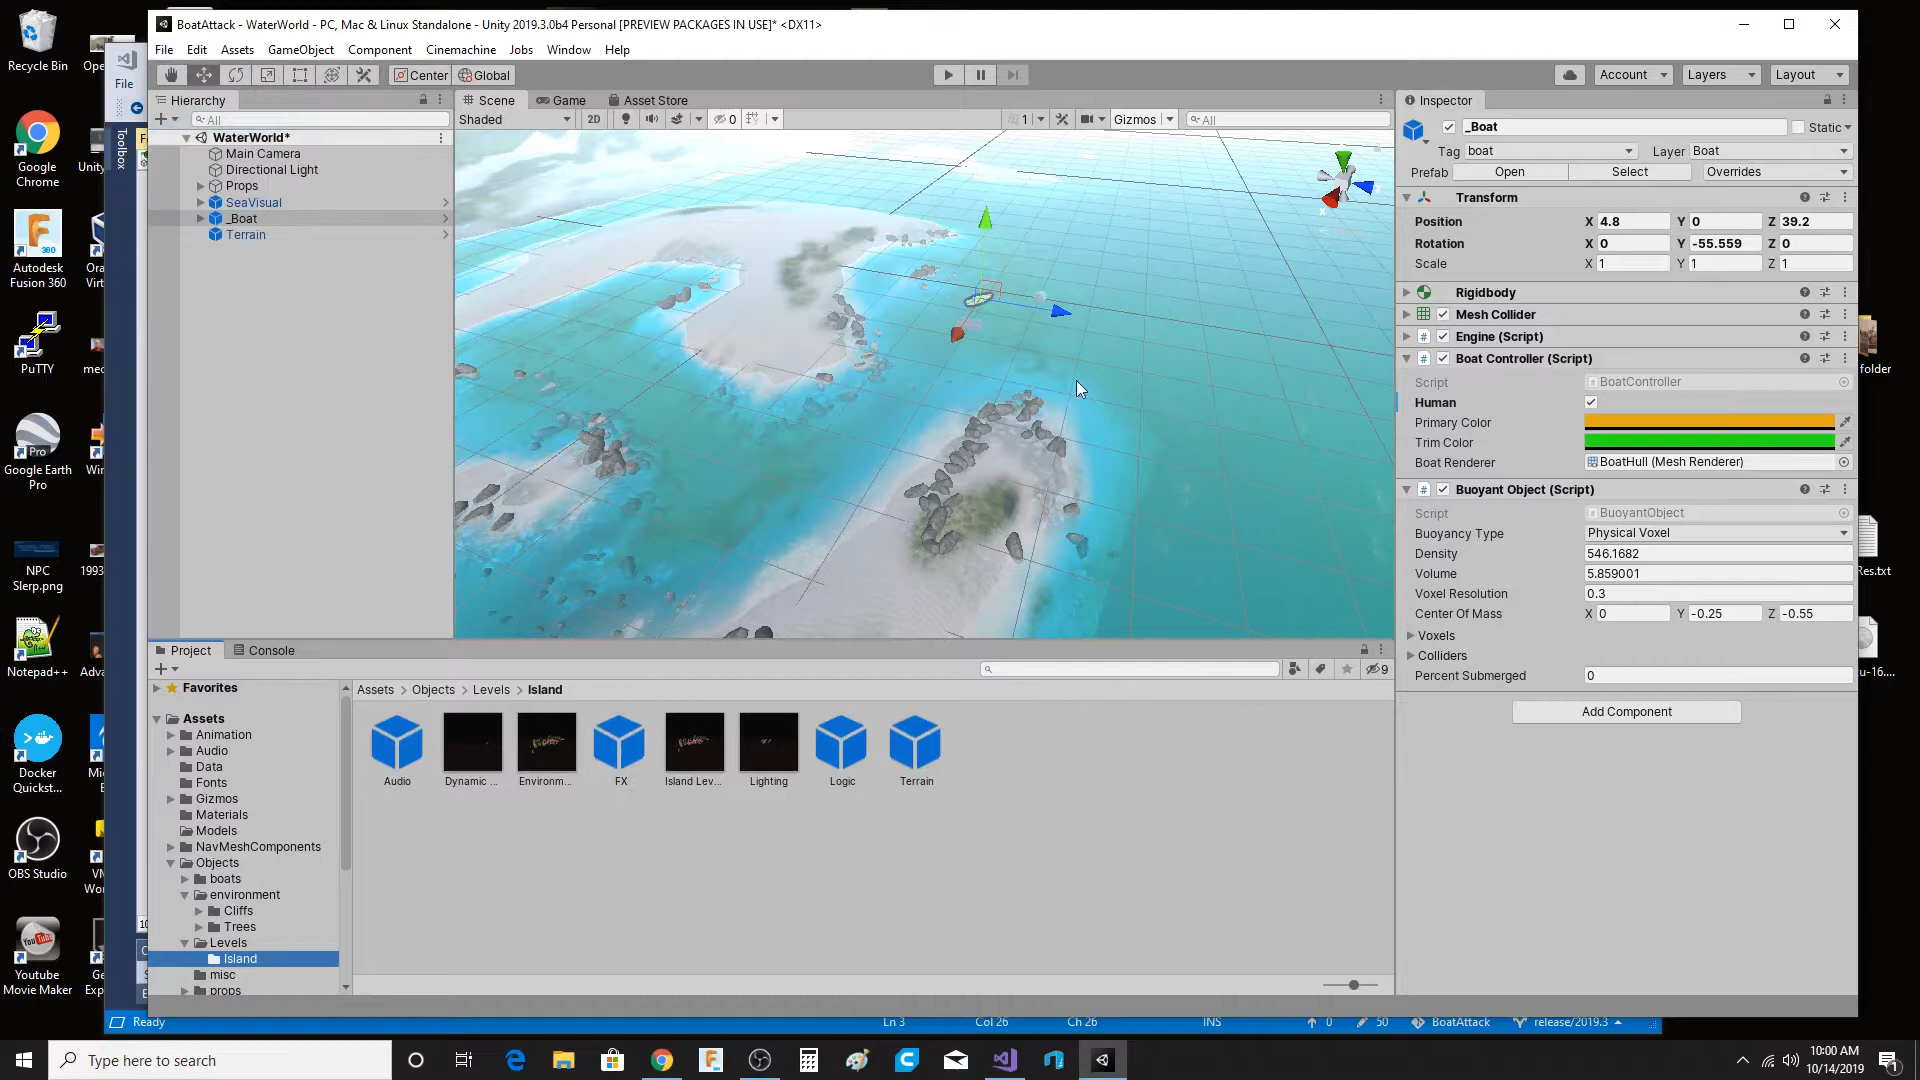 BoatAttack - WaterWorld - PC, Mac & Linux Standalone - Unity 2019.3.0b4 Personal [PREVIEW PACKAGES IN USE]* <DX11>
File Edit Assets GameObject Component Cinemachine Jobs Window Help
Center Global
Account Layers Layout
Hierarchy
All
WaterWorld*
Main Camera
Directional Light
Props
SeaVisual
_Boat
Terrain
Scene Game Asset Store
Shaded 2D 0 1 Gizmos All
x
Inspector
_Boat Static
Tag boat Layer Boat
Prefab Open Select Overrides
Transform
Position X 4.8 Y 0 Z 39.2
Rotation X 0 Y -55.559 Z 0
Scale X 1 Y 1 Z 1
Rigidbody
Mesh Collider
# Engine (Script)
# Boat Controller (Script)
Script BoatController
Human
Primary Color
Trim Color
Boat Renderer BoatHull (Mesh Renderer)
# Buoyant Object (Script)
Script BuoyantObject
Buoyancy Type Physical Voxel
Density 546.1682
Volume 5.859001
Voxel Resolution 0.3
Center Of Mass X 0 Y -0.25 Z -0.55
Voxels
Colliders
Percent Submerged 0
Add Component
Project Console
9
Favorites
Assets
Animation
Audio
Data
Fonts
Gizmos
Materials
Models
NavMeshComponents
Objects
boats
environment
Cliffs
Trees
Levels
Island
misc
props
Assets > Objects > Levels > Island
Audio Dynamic ... Environm... FX Island Lev... Lighting Logic Terrain
Recycle Bin
Google Chrome
Autodesk Fusion 360
PuTTY
Google Earth Pro
NPC Slerp.png
Notepad++
Docker Quickst...
OBS Studio
Youtube Movie Maker
File
Toolbox
folder
Ready Ln 3 Col 26 Ch 26 INS 0 50 BoatAttack release/2019.3
Type here to search
10:00 AM
10/14/2019
1